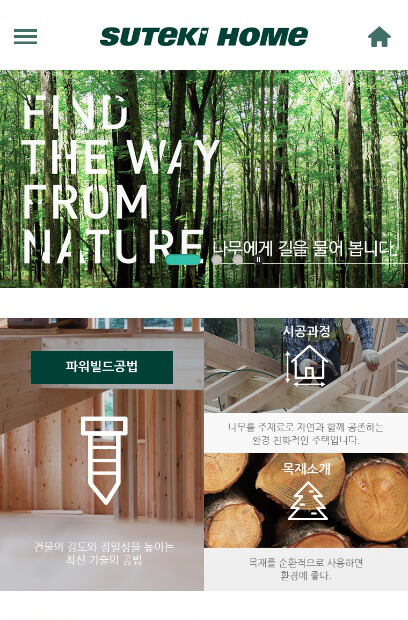 SUTEKI HOME
FIND
THE WAY
FROM
NATURE
나무에게 길을 물어 봅니다.
파워빌드공법
건물의 강도와 정밀성을 높이는
최신 기술의 공법
시공과정
나무를 주재료로 자연과 함께 공존하는
환경 친화적인 주택입니다.
목재소개
목재를 순환적으로 사용하면
환경에 좋다.